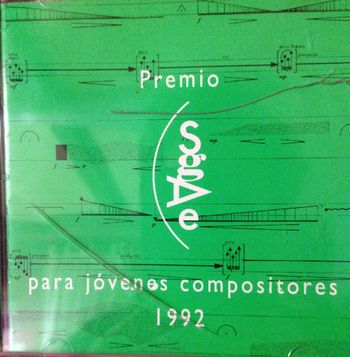 Premio
SGAE
para jóvenes compositores
1992